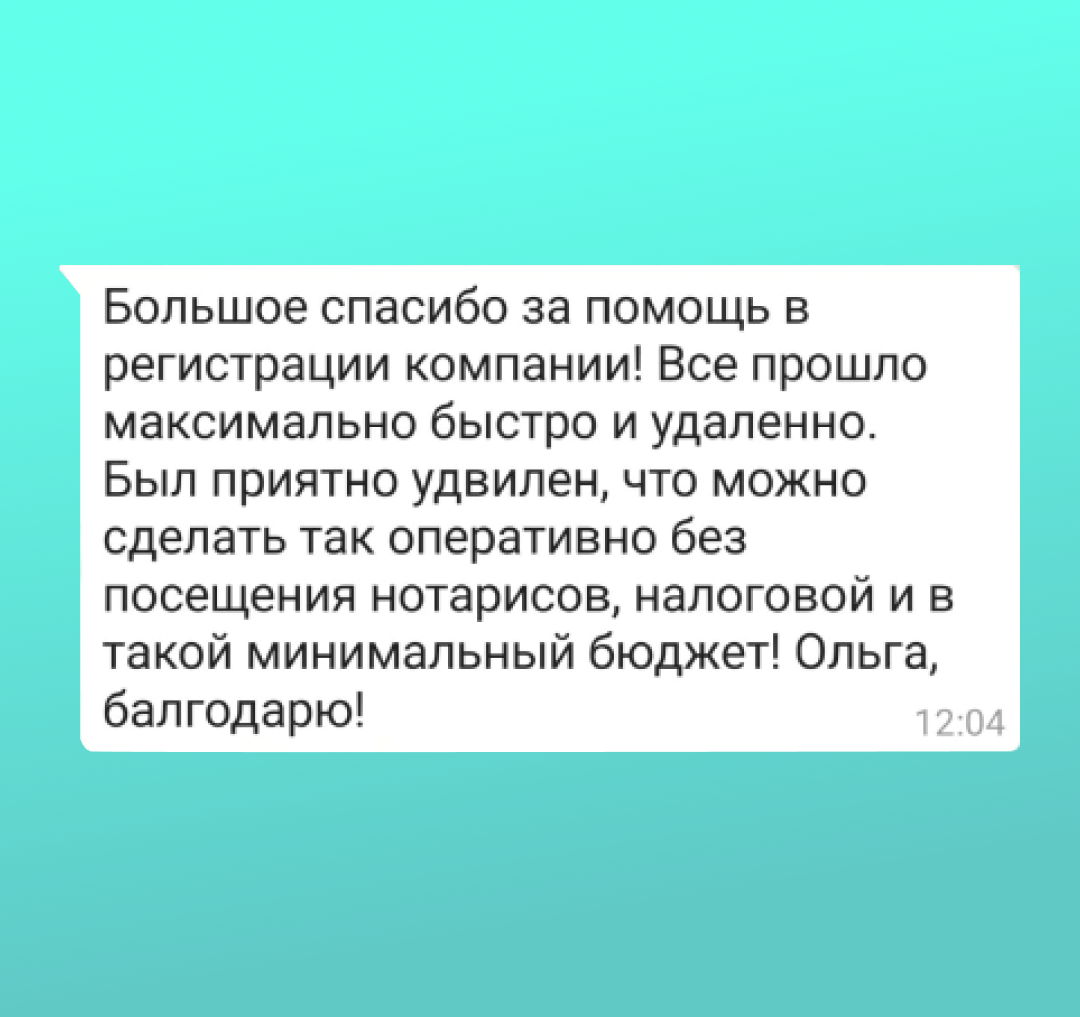 Большое спасибо за помощь в
регистрации компании! Все прошло
максимально быстро и удаленно.
Был приятно удвилен, что можно
сделать так оперативно без
посещения нотарисов, налоговой и в
такой минимальный бюджет! Ольга,
балгодарю!
12:04